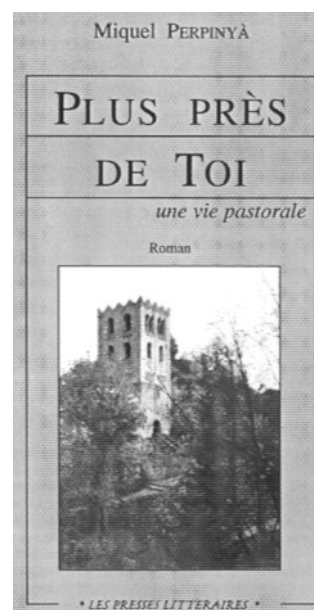 Miquel PERPINYÀ
PLUS PRÈS
DE TOI
une vie pastorale
Roman
• LES PRESSES LITTÉRAIRES •